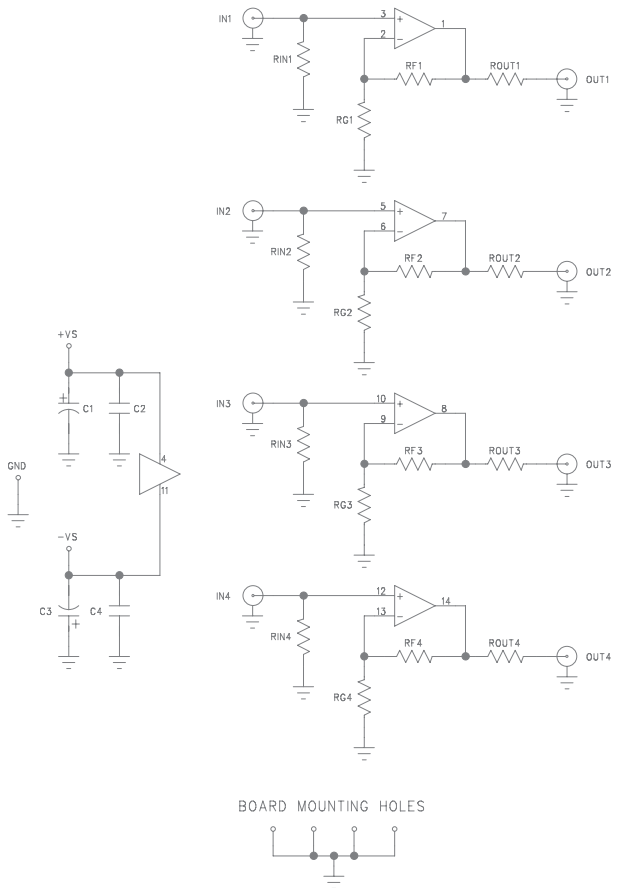 IN1
3
+
1
2
−
RIN1
RF1
ROUT1
OUT1
RG1
IN2
5
+
7
6
−
RIN2
RF2
ROUT2
OUT2
RG2
+VS
+
C1
C2
4
11
GND
−VS
C3
+
C4
IN3
10
+
8
9
−
RIN3
RF3
ROUT3
OUT3
RG3
IN4
12
+
14
13
−
RIN4
RF4
ROUT4
OUT4
RG4
BOARD MOUNTING HOLES